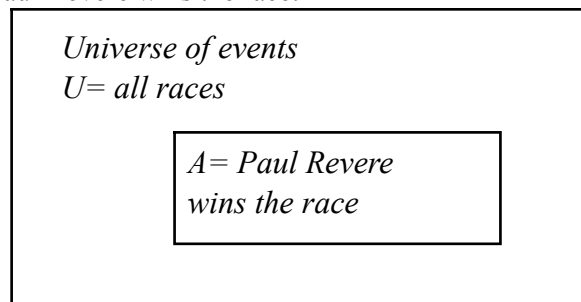 Universe of events
U= all races
A= Paul Revere
wins the race